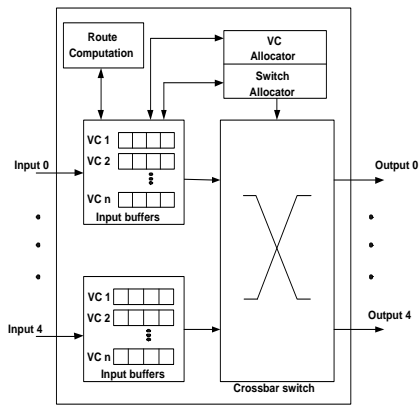 Route
Computation
VC
Allocator
Switch
Allocator
VC 1
VC 2
VC n
Input buffers
Input 0
Output 0
VC 1
VC 2
VC n
Input buffers
Input 4
Output 4
Crossbar switch